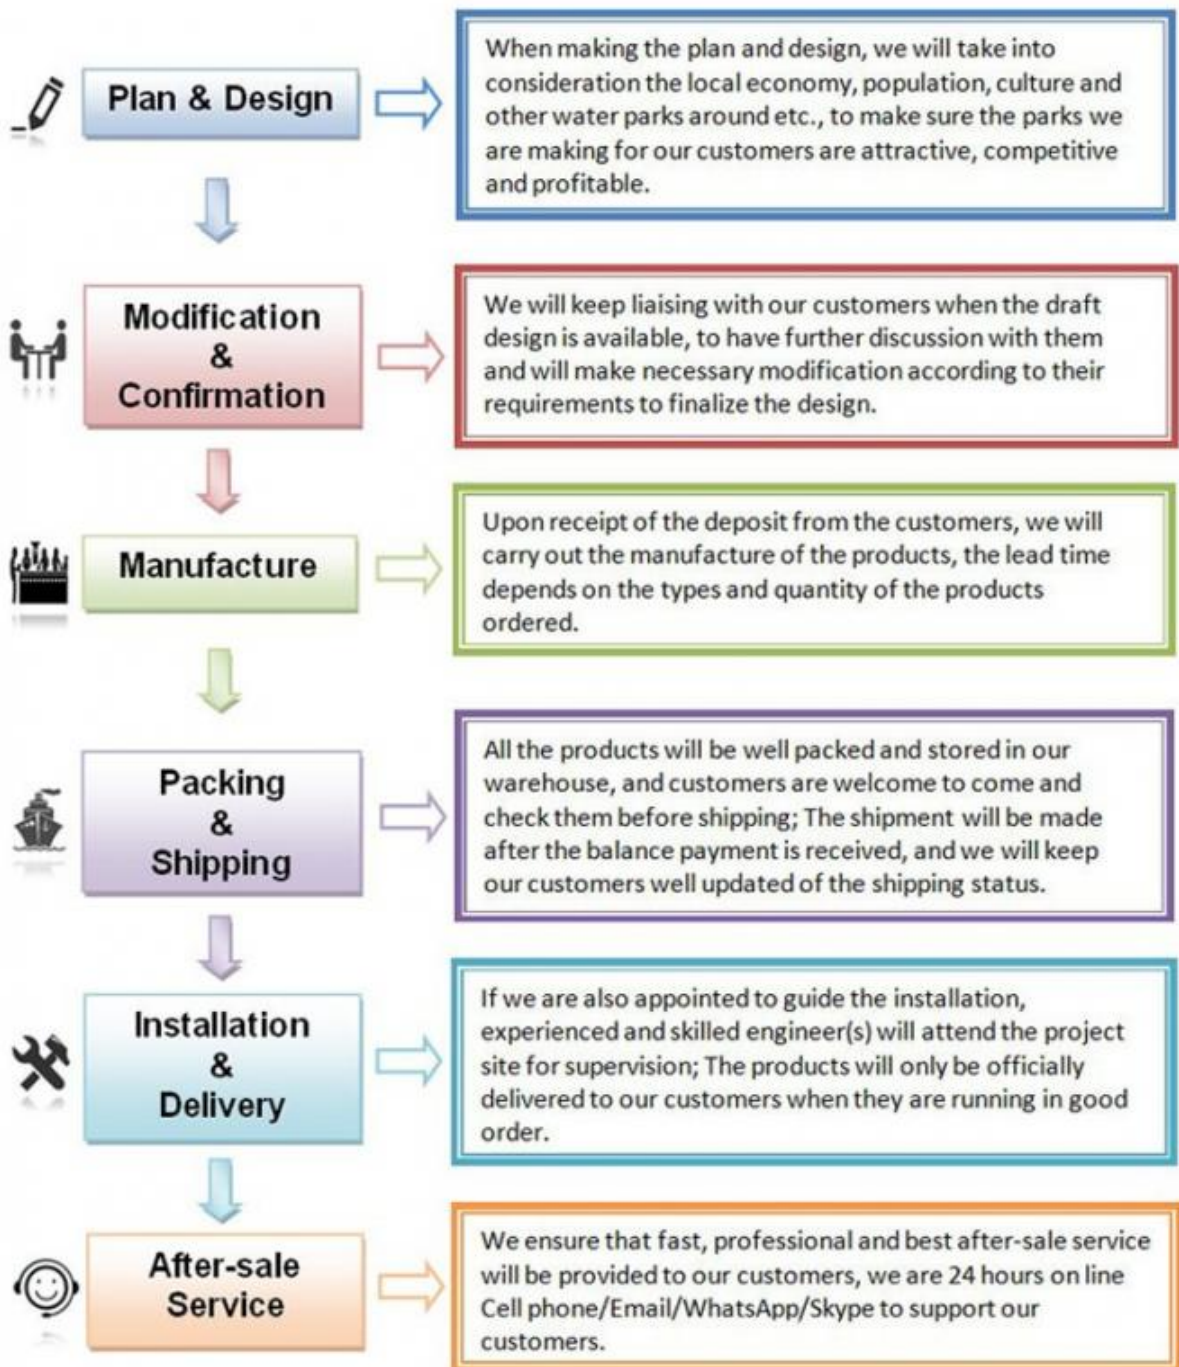 Plan & Design
When making the plan and design, we will take into
consideration the local economy, population, culture and
other water parks around etc., to make sure the parks we
are making for our customers are attractive, competitive
and profitable.
Modification
&
Confirmation
We will keep liaising with our customers when the draft
design is available, to have further discussion with them
and will make necessary modification according to their
requirements to finalize the design.
Manufacture
Upon receipt of the deposit from the customers, we will
carry out the manufacture of the products, the lead time
depends on the types and quantity of the products
ordered.
Packing
&
Shipping
All the products will be well packed and stored in our
warehouse, and customers are welcome to come and
check them before shipping; The shipment will be made
after the balance payment is received, and we will keep
our customers well updated of the shipping status.
Installation
&
Delivery
If we are also appointed to guide the installation,
experienced and skilled engineer(s) will attend the project
site for supervision; The products will only be officially
delivered to our customers when they are running in good
order.
After-sale
Service
We ensure that fast, professional and best after-sale service
will be provided to our customers, we are 24 hours on line
Cell phone/Email/WhatsApp/Skype to support our
customers.